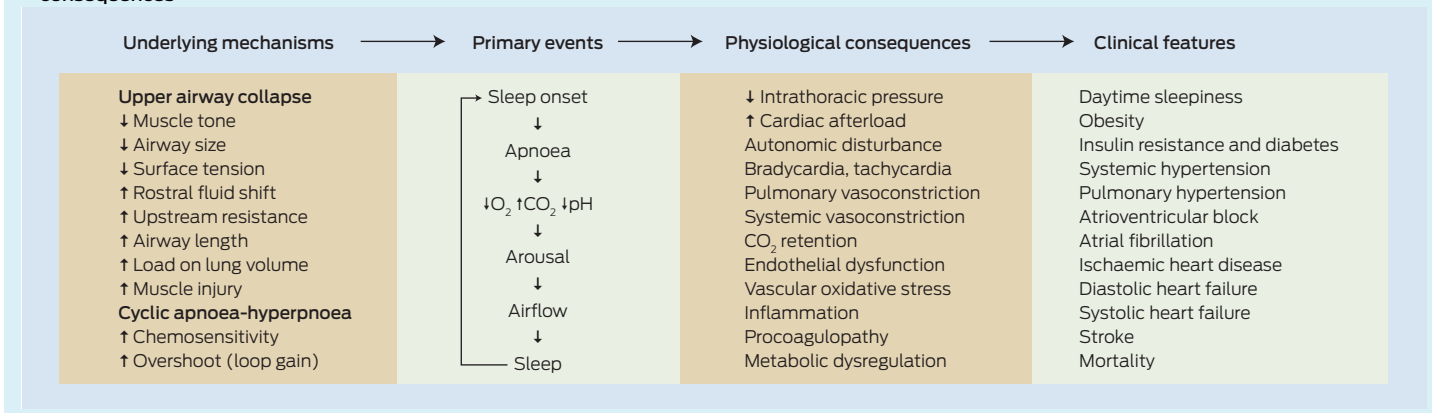 consequences
Underlying mechanisms → Primary events → Physiological consequences → Clinical features
Upper airway collapse
↓ Muscle tone
↓ Airway size
↓ Surface tension
↑ Rostral fluid shift
↑ Upstream resistance
↑ Airway length
↑ Load on lung volume
↑ Muscle injury
Cyclic apnoea-hyperpnoea
↑ Chemosensitivity
↑ Overshoot (loop gain)
Sleep onset
↓
Apnoea
↓
↓O₂ ↑CO₂ ↓pH
↓
Arousal
↓
Airflow
↓
Sleep
↓ Intrathoracic pressure
↑ Cardiac afterload
Autonomic disturbance
Bradycardia, tachycardia
Pulmonary vasoconstriction
Systemic vasoconstriction
CO₂ retention
Endothelial dysfunction
Vascular oxidative stress
Inflammation
Procoagulopathy
Metabolic dysregulation
Daytime sleepiness
Obesity
Insulin resistance and diabetes
Systemic hypertension
Pulmonary hypertension
Atrioventricular block
Atrial fibrillation
Ischaemic heart disease
Diastolic heart failure
Systolic heart failure
Stroke
Mortality